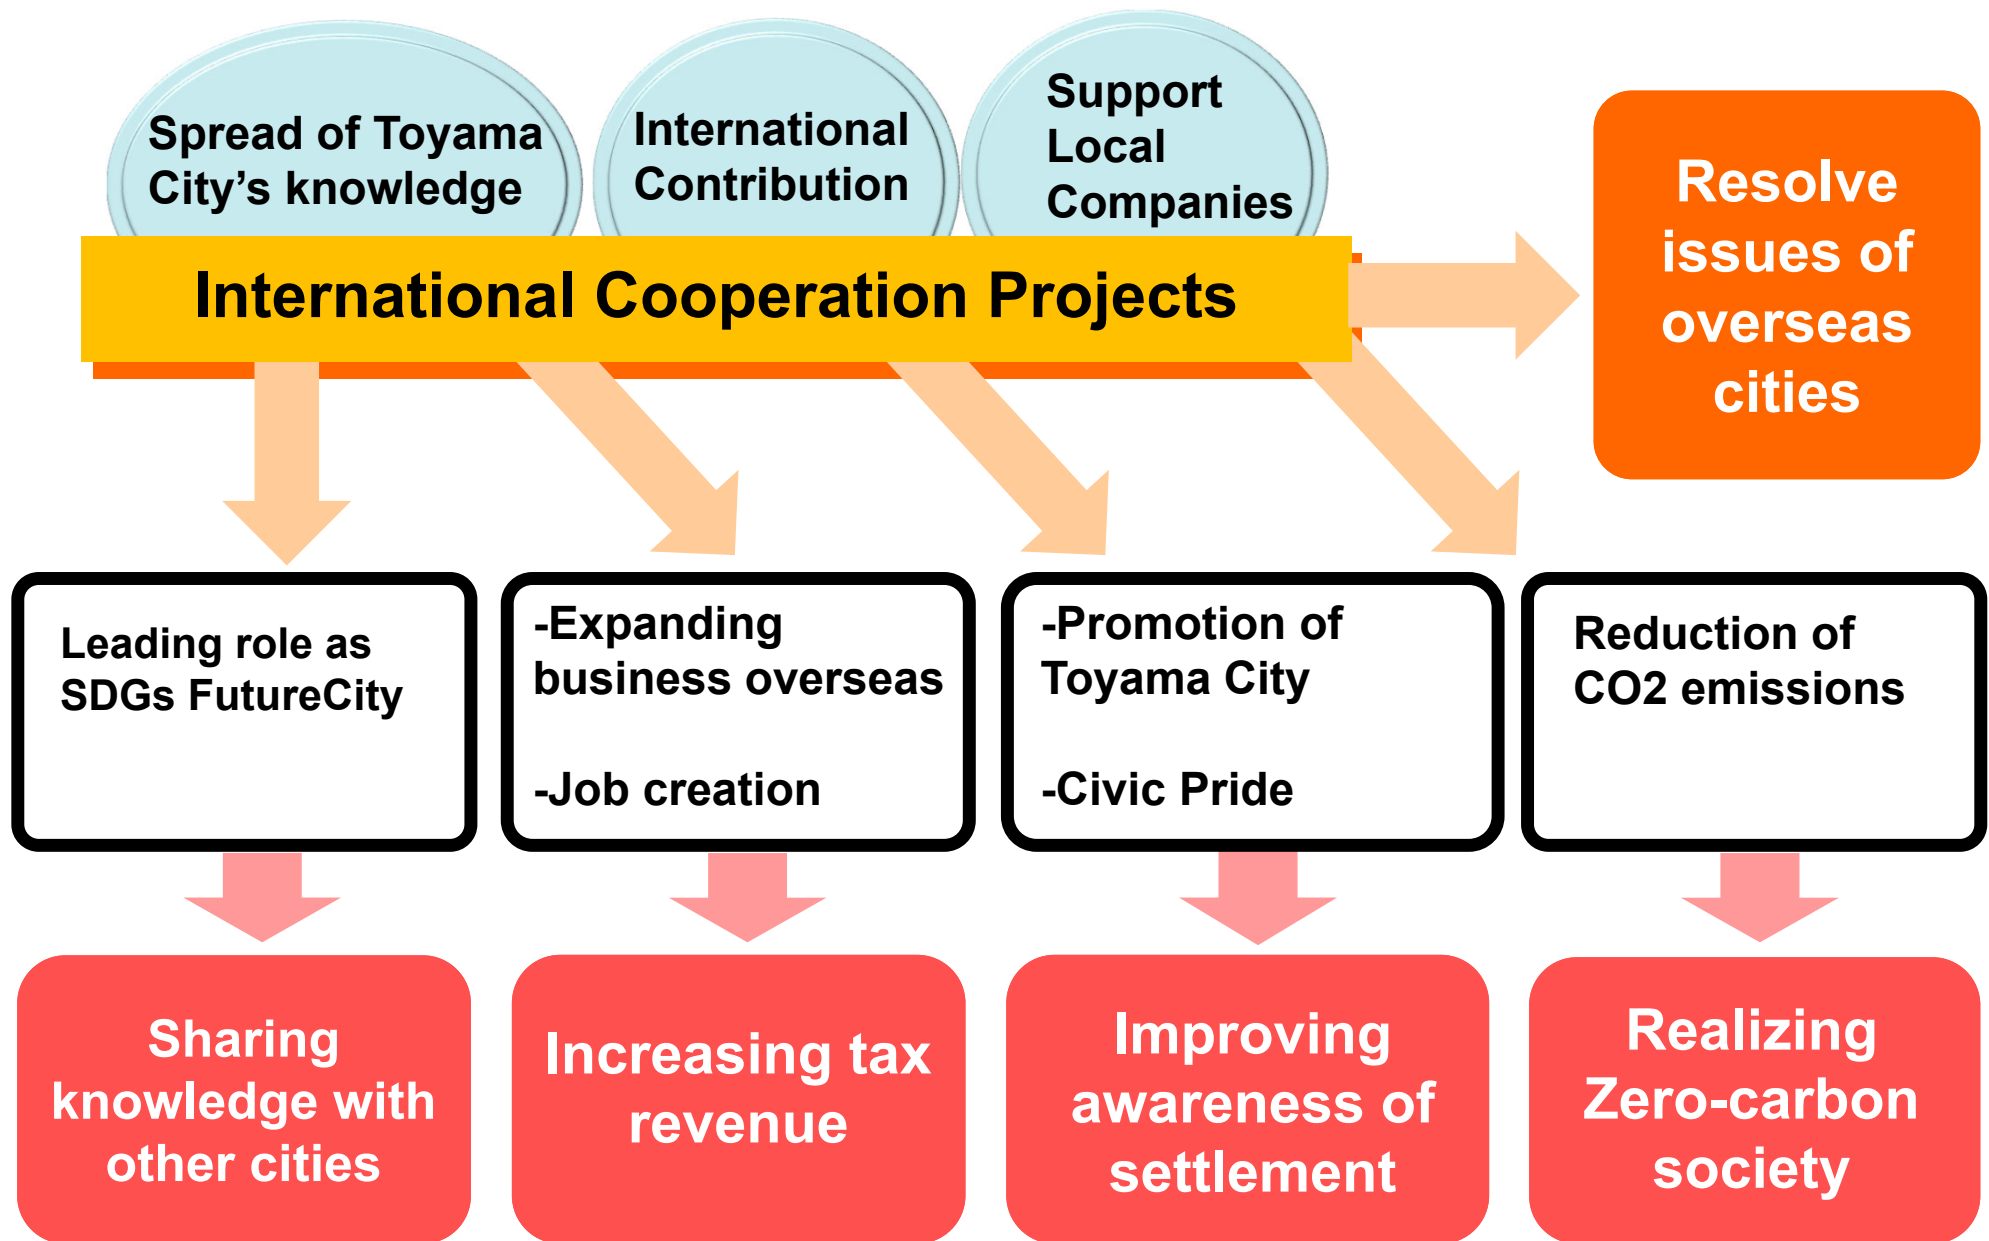 Spread of Toyama
City’s knowledge
International
Contribution
Support
Local
Companies
International Cooperation Projects
Resolve
issues of
overseas
cities
Leading role as
SDGs FutureCity
-Expanding
business overseas
-Job creation
-Promotion of
Toyama City
-Civic Pride
Reduction of
CO2 emissions
Sharing
knowledge with
other cities
Increasing tax
revenue
Improving
awareness of
settlement
Realizing
Zero-carbon
society